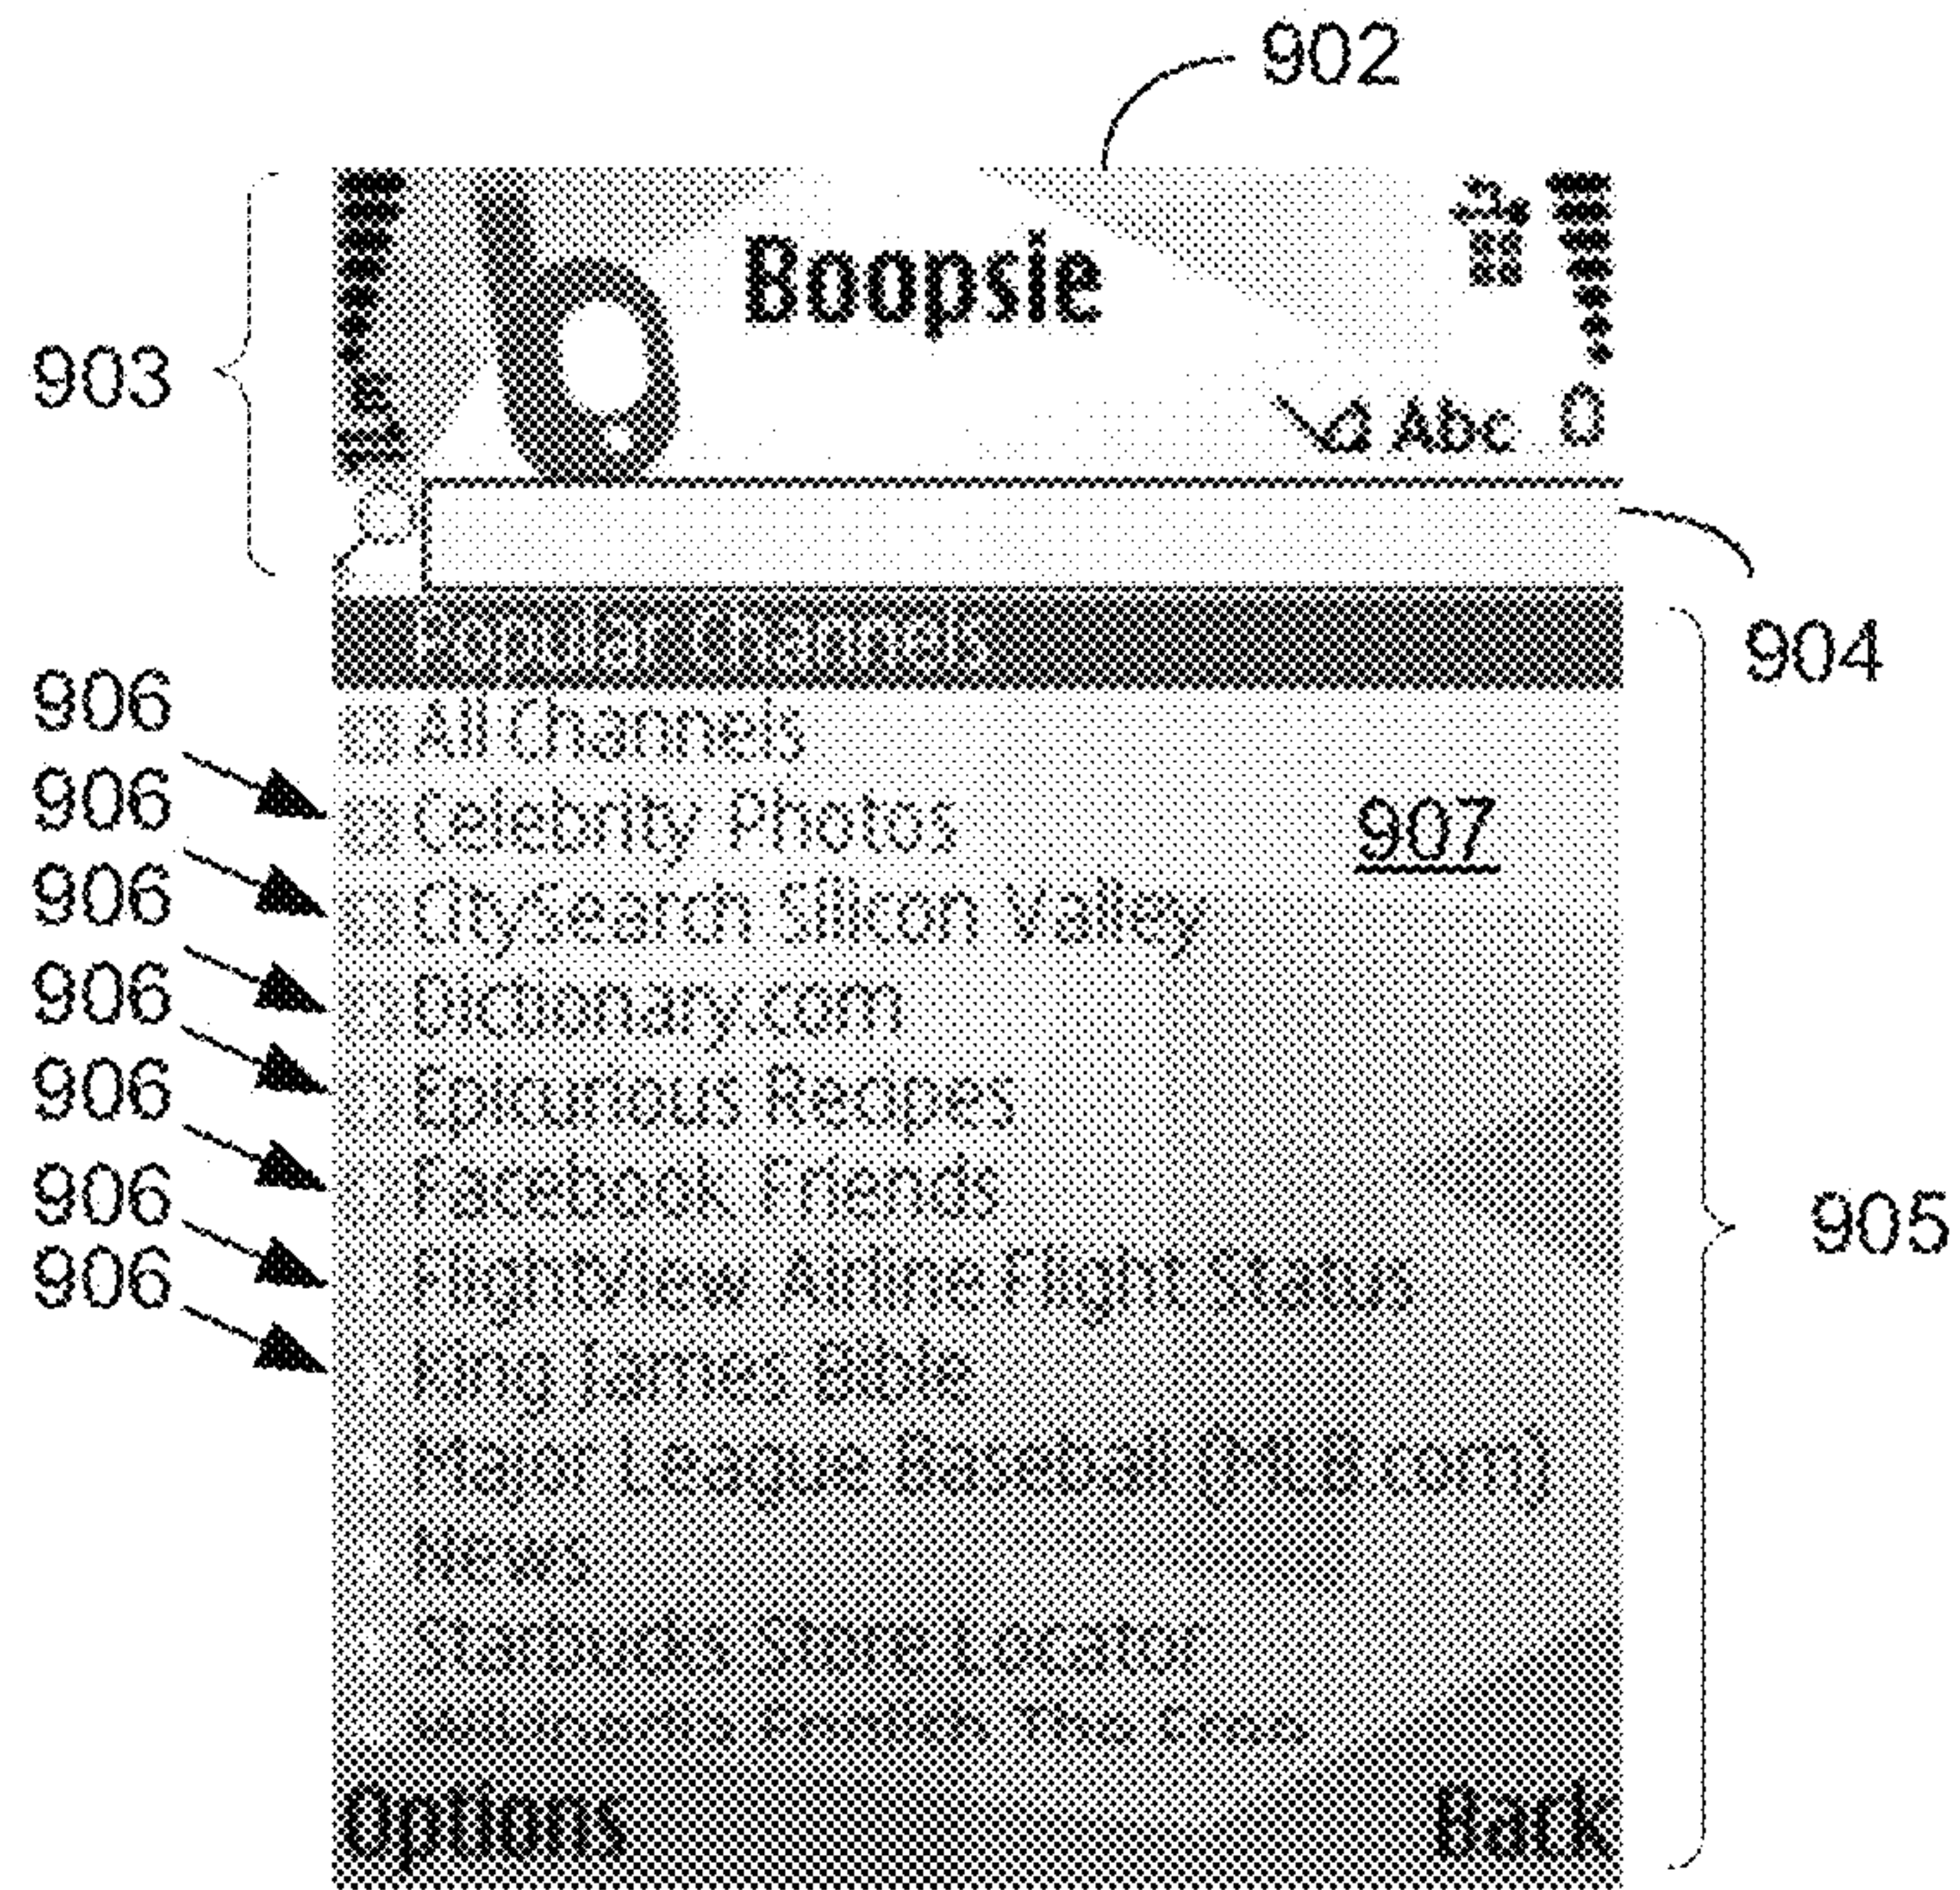 902
903
Boopsie
Abc
904
Popular Channels
906
All Channels
906
Celebrity Photos
907
906
CitySearch Silicon Valley
906
Dictionary.com
906
Epicurious Recipes
906
Facebook Friends
905
906
FlightView Airline Flight Status
King James Bible
Major League Baseball (MLB.com)
News
Starbucks Store Locator
Options
Back